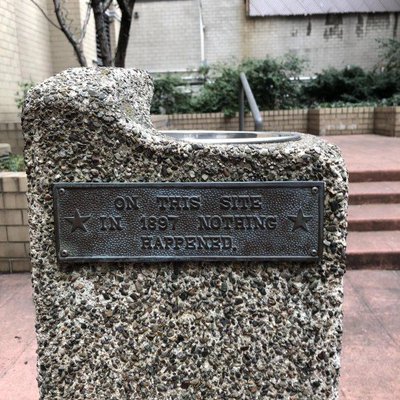 ON THIS SITE
IN 1897 NOTHING
HAPPENED.